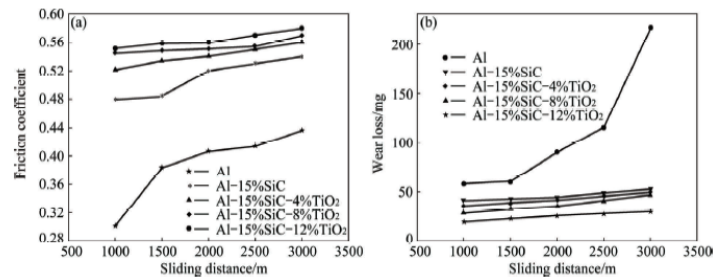 (a)
0.60
0.56
0.52
0.48
0.44
0.40
0.36
0.32
0.28
Friction coefficient
Al
Al−15%SiC
Al−15%SiC−4%TiO₂
Al−15%SiC−8%TiO₂
Al−15%SiC−12%TiO₂
500 1000 1500 2000 2500 3000 3500
Sliding distance/m
(b)
200
150
100
50
0
Wear loss/mg
Al
Al−15%SiC
Al−15%SiC−4%TiO₂
Al−15%SiC−8%TiO₂
Al−15%SiC−12%TiO₂
500 1000 1500 2000 2500 3000 3500
Sliding distance/m